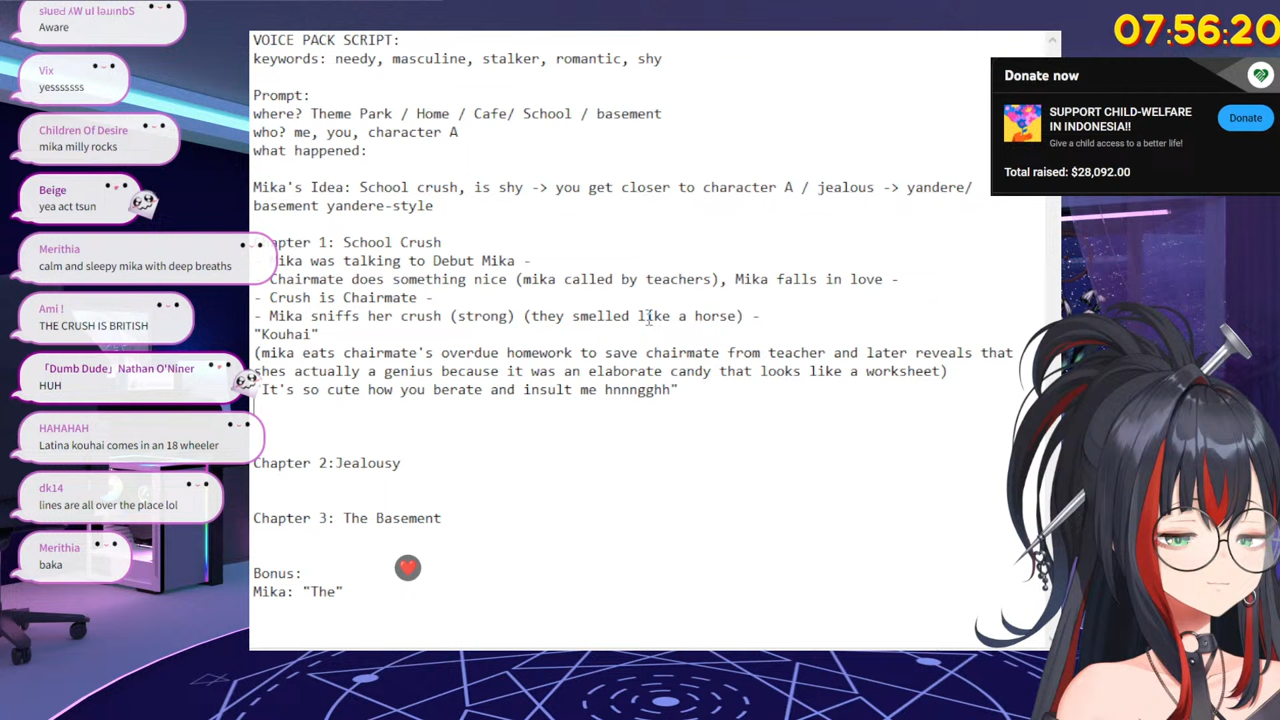 Aware
Vix
yesssssss
Children Of Desire
mika milly rocks
Beige
yea act tsun
Merithia
calm and sleepy mika with deep breaths
Ami !
THE CRUSH IS BRITISH
「Dumb Dude」Nathan O'Niner
HUH
HAHAHAH
Latina kouhai comes in an 18 wheeler
dk14
lines are all over the place lol
Merithia
baka
VOICE PACK SCRIPT:
keywords: needy, masculine, stalker, romantic, shy
Prompt:
where? Theme Park / Home / Cafe/ School / basement
who? me, you, character A
what happened:
Mika's Idea: School crush, is shy -> you get closer to character A / jealous -> yandere/
basement yandere-style
apter 1: School Crush
ika was talking to Debut Mika -
Chairmate does something nice (mika called by teachers), Mika falls in love -
- Crush is Chairmate -
- Mika sniffs her crush (strong) (they smelled like a horse) -
"Kouhai"
(mika eats chairmate's overdue homework to save chairmate from teacher and later reveals that
shes actually a genius because it was an elaborate candy that looks like a worksheet)
It's so cute how you berate and insult me hnnngghh"
Chapter 2:Jealousy
Chapter 3: The Basement
Bonus:
Mika: "The"
07:56:20
Donate now
SUPPORT CHILD-WELFARE
IN INDONESIA!!
Give a child access to a better life!
Donate
Total raised: $28,092.00